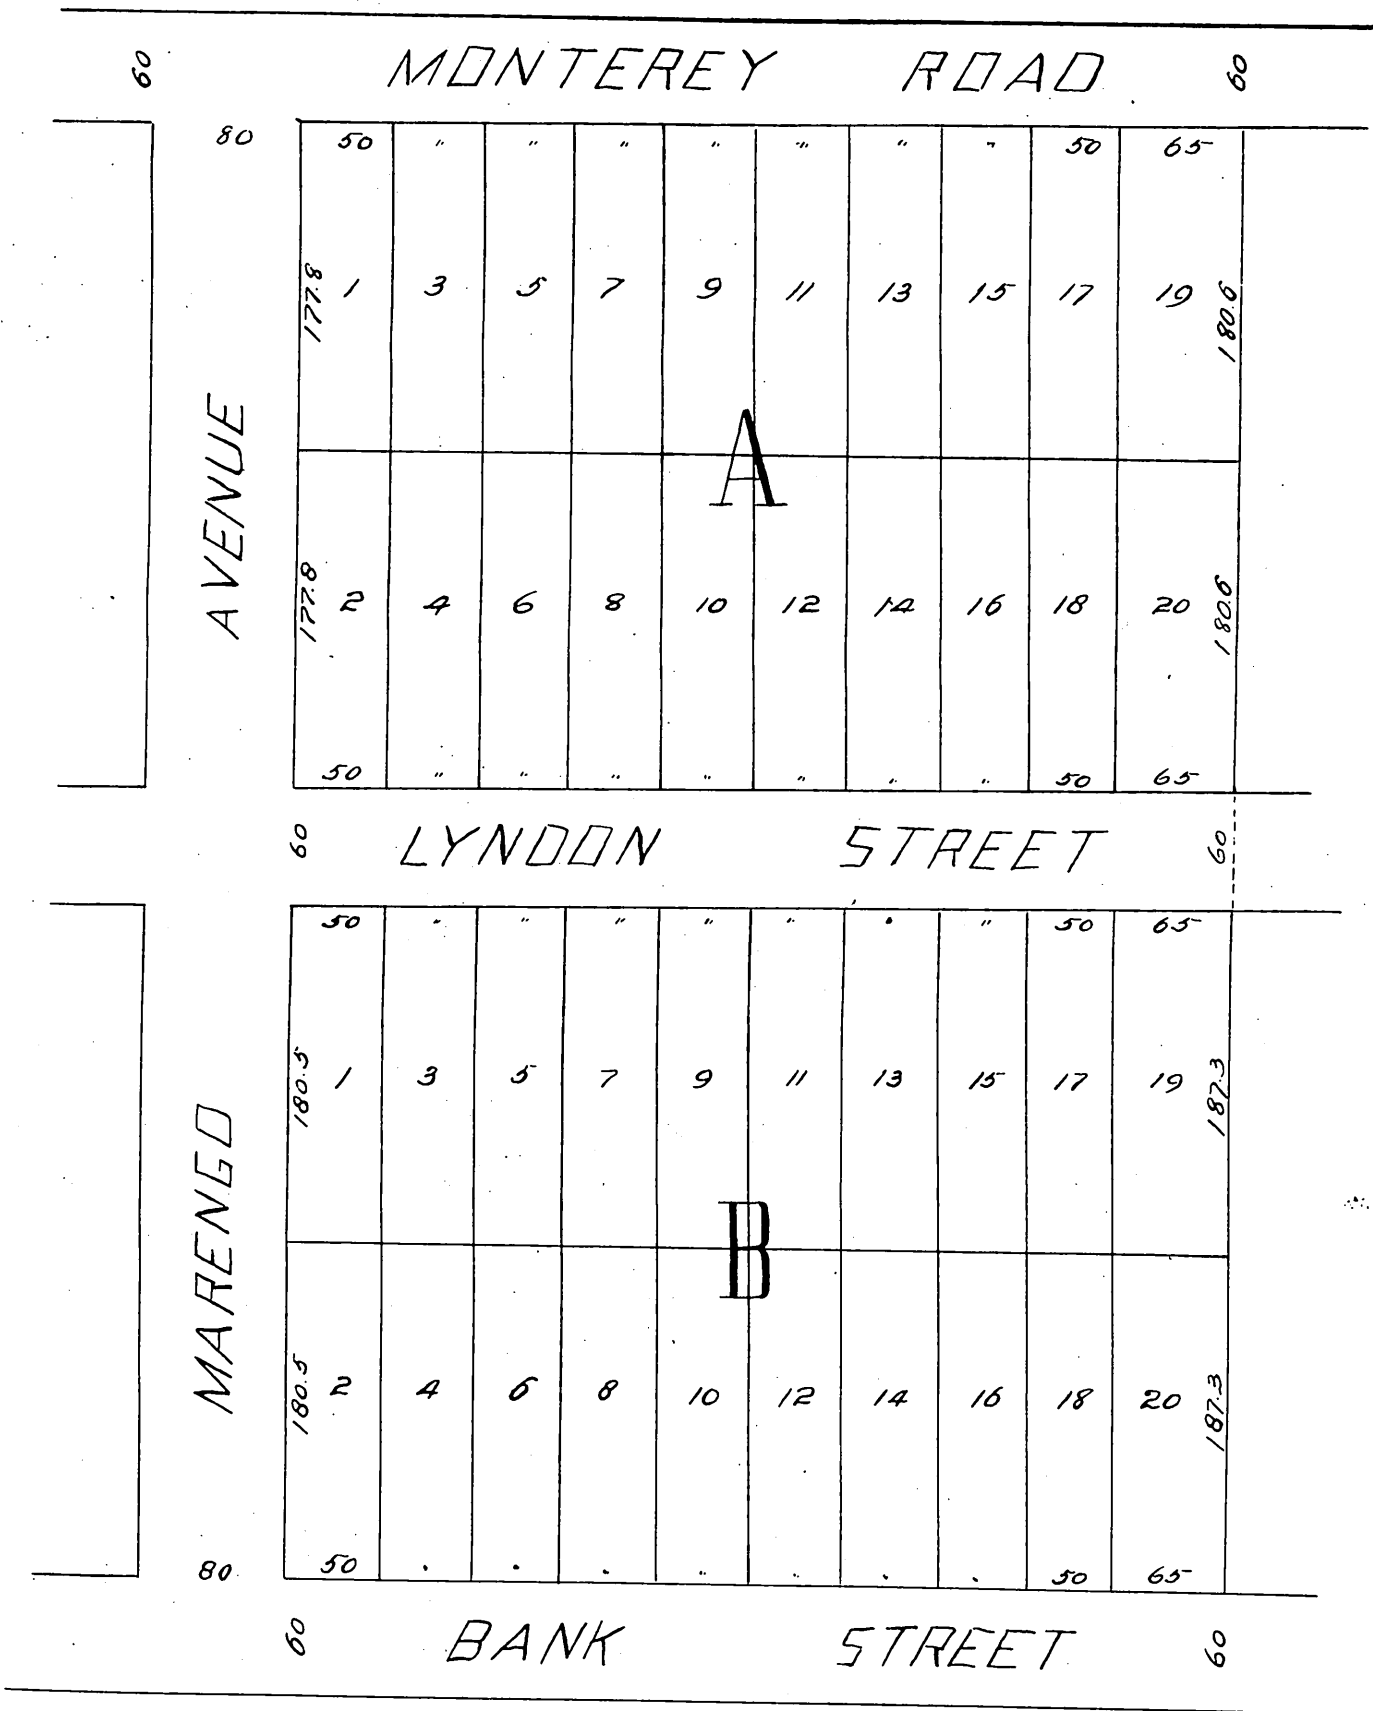 60 MONTEREY ROAD 60
80 50 " " " " " " " 50 65
177.8 1 3 5 7 9 11 13 15 17 19 180.6
AVENUE
A
177.8 2 4 6 8 10 12 14 16 18 20 180.6
50 " " " " " " " 50 65
60 LYNDON STREET 60
50 " " " " " " " 50 65
180.5 1 3 5 7 9 11 13 15 17 19 187.3
MARENGO
B
180.5 2 4 6 8 10 12 14 16 18 20 187.3
80 50 " " " " " " " 50 65
60 BANK STREET 60